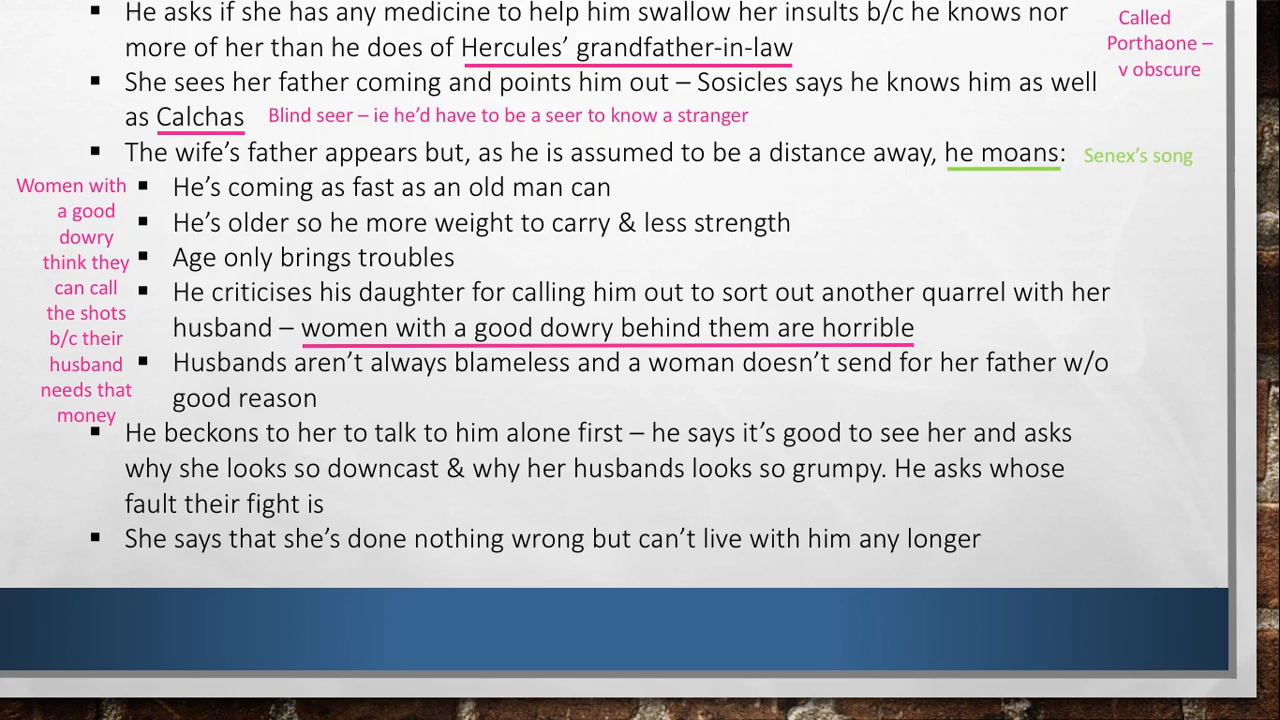 ▪ He asks if she has any medicine to help him swallow her insults b/c he knows nor
more of her than he does of Hercules’ grandfather-in-law
Called
Porthaone –
v obscure
▪ She sees her father coming and points him out – Sosicles says he knows him as well
as Calchas
Blind seer – ie he’d have to be a seer to know a stranger
▪ The wife’s father appears but, as he is assumed to be a distance away, he moans:
Senex’s song
Women with
a good
dowry
think they
can call
the shots
b/c their
husband
needs that
money
▪ He’s coming as fast as an old man can
▪ He’s older so he more weight to carry & less strength
▪ Age only brings troubles
▪ He criticises his daughter for calling him out to sort out another quarrel with her
husband – women with a good dowry behind them are horrible
▪ Husbands aren’t always blameless and a woman doesn’t send for her father w/o
good reason
▪ He beckons to her to talk to him alone first – he says it’s good to see her and asks
why she looks so downcast & why her husbands looks so grumpy. He asks whose
fault their fight is
▪ She says that she’s done nothing wrong but can’t live with him any longer